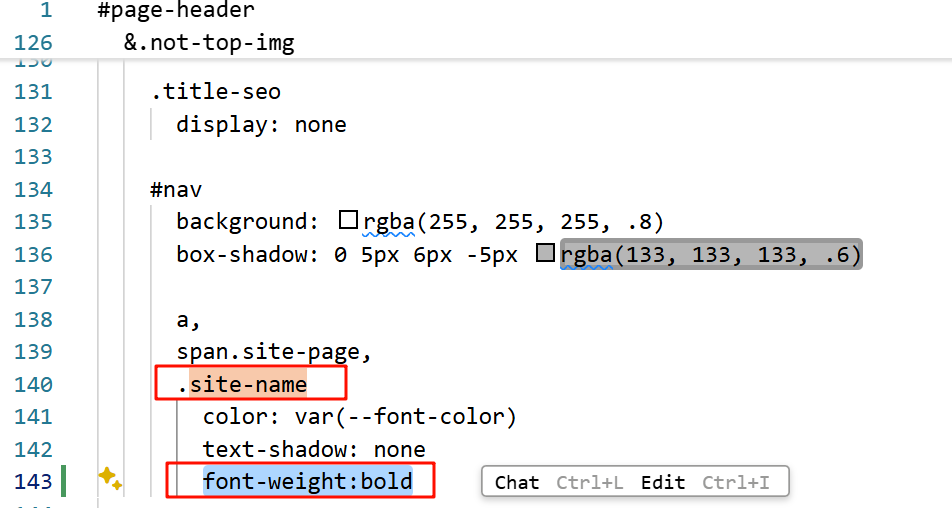 1 #page-header
126 &.not-top-img
130
131 .title-seo
132 display: none
133
134 #nav
135 background: rgba(255, 255, 255, .8)
136 box-shadow: 0 5px 6px -5px rgba(133, 133, 133, .6)
137
138 a,
139 span.site-page,
140 .site-name
141 color: var(--font-color)
142 text-shadow: none
143 font-weight:bold Chat Ctrl+L Edit Ctrl+I